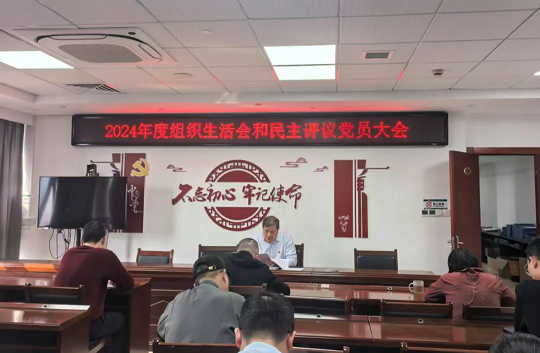 2024年度组织生活会和民主评议党员大会
不忘初心 牢记使命